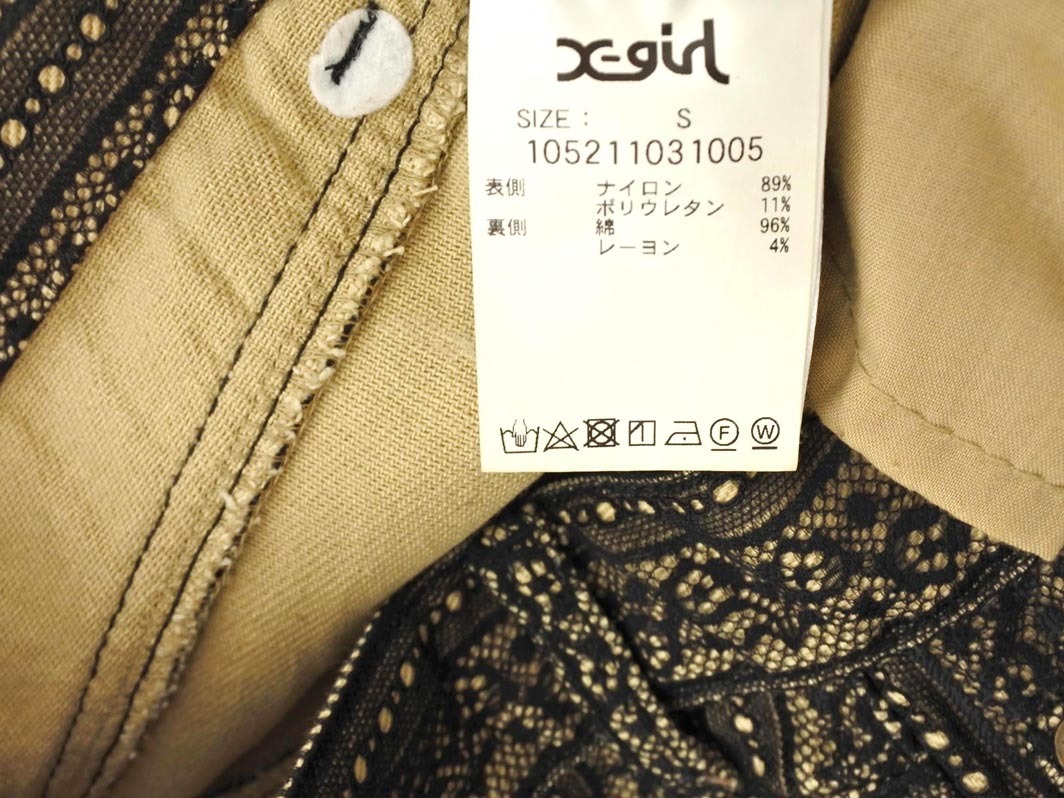 X-girl
SIZE : S
105211031005
表側 ナイロン 89%
ポリウレタン 11%
裏側 綿 96%
レーヨン 4%
F W